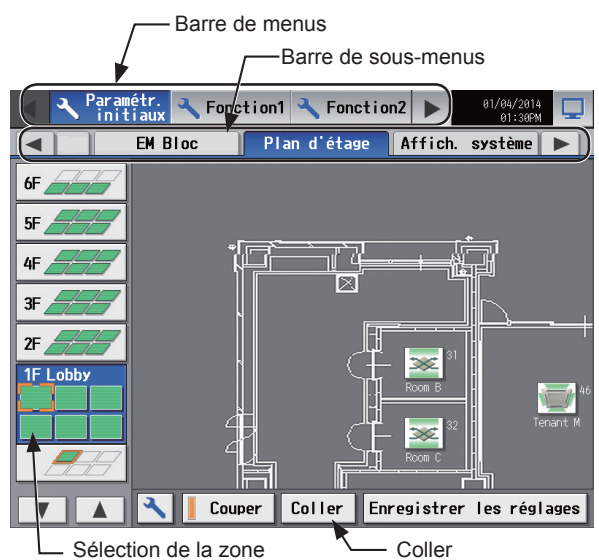 Barre de menus
Barre de sous-menus
Paramétr. initiaux
Fonction1
Fonction2
01/04/2014
01:30PM
EM Bloc
Plan d'étage
Affich. système
6F
5F
4F
3F
2F
1F Lobby
31
Room B
32
Room C
46
Tenant M
Couper
Coller
Enregistrer les réglages
Sélection de la zone
Coller